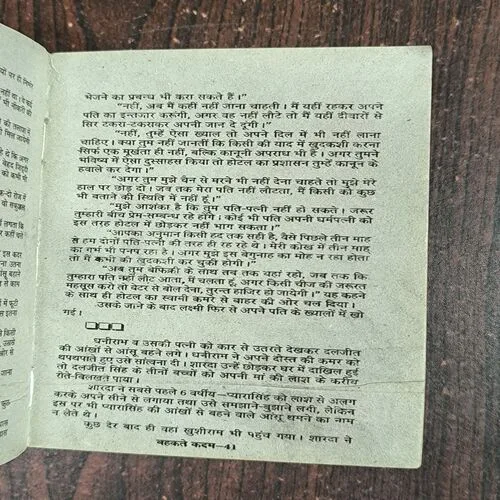 भेजने का प्रबन्ध भी करा सकते हैं।"
"नहीं, अब मैं कहीं नहीं जाना चाहती। मैं यहीं रहकर अपने
पति का इन्तजार करूंगी, अगर वह नहीं लौटे तो मैं यहीं दीवारों से
सिर टकरा-टकराकर अपनी जान दे दूंगी।"
"नहीं, तुम्हें ऐसा ख्याल तो अपने दिल में भी नहीं लाना
चाहिए। क्या तुम नहीं जानतीं कि किसी की याद में खुदकशी करना
सिर्फ एक मूर्खता ही नहीं, बल्कि कानूनी अपराध भी है। अगर तुमने
भविष्य में ऐसा दुस्साहस किया तो होटल का प्रशासन तुम्हें कानून के
हवाले कर देगा।"
"अगर तुम मुझे चैन से मरने भी नहीं देना चाहते तो मुझे मेरे
हाल पर छोड़ दो। जब तक मेरा पति नहीं लौटता, मैं किसी को कुछ
भी बताने की स्थिति में नहीं हूं।"
"मुझे आशंका है कि तुम पति-पत्नी नहीं हो सकते। जरूर
तुम्हारी बीच प्रेम-सम्बन्ध रहे होंगे। कोई भी पति अपनी धर्मपत्नी को
इस तरह होटल में छोड़कर नहीं भाग सकता।"
"आपका अनुमान किसी हद तक सही है, वैसे पिछले तीन माह
से हम दोनों पति-पत्नी की तरह ही रह रहे थे। मेरी कोख में तीन माह
का गर्भ भी पनप रहा है। अगर मुझे इस बेगुनाह का मोह न रहा होता
तो मैं कभी की खुदकशी कर चुकी होगी।"
"अब तुम बेफिक्री के साथ तब तक यहां रहो, जब तक कि
तुम्हारा पति नहीं लौट आता, मैं चलता हूं, अगर किसी चीज की जरूरत
महसूस करो तो वेटर से बोल देना, तुरन्त हाजिर हो जायेगी।" यह कहने
के साथ ही होटल का स्वामी कमरे से बाहर की ओर चल दिया।
उसके जाने के बाद लक्ष्मी फिर से अपने पति के ख्यालों में खो
गई।
धनीराम व उसकी पत्नी को कार से उतरते देखकर दलजीत
की आंखों से आंसू बहने लगे। धनीराम ने अपने दोस्त की कमर को
थपथपाते हुए उसे सांत्वना दी। शारदा उन्हें छोड़कर घर में दाखिल हुई
तो दलजीत सिंह के तीनों बच्चों को अपनी मां की लाश के करीब
रोते-बिलखते पाया।
शारदा ने सबसे पहले 6 वर्षीय—प्यारासिंह को लाश से अलग
करके अपने सीने से लगाया तथा उसे समझाने-बुझाने लगी, लेकिन
इस पर भी प्यारासिंह की आंखों से बहने वाले आंसू थमने का नाम
न लेते थे।
कुछ देर बाद ही वहां खुशीराम भी पहुंच गया। शारदा ने
बहकते कदम—41